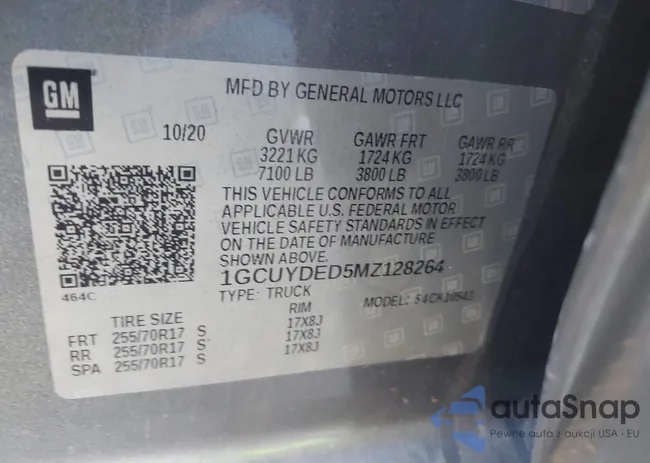 GM
MFD BY GENERAL MOTORS LLC
10/20 GVWR GAWR FRT GAWR RR
3221 KG 1724 KG 1724 KG
7100 LB 3800 LB 3800 LB
THIS VEHICLE CONFORMS TO ALL
APPLICABLE U.S. FEDERAL MOTOR
VEHICLE SAFETY STANDARDS IN EFFECT
ON THE DATE OF MANUFACTURE
SHOWN ABOVE.
1GCUYDED5MZ128264
464C
TYPE: TRUCK MODEL: 54CK10543
TIRE SIZE RIM
FRT 255/70R17 S 17X8J
RR 255/70R17 S 17X8J
SPA 255/70R17 S 17X8J
autaSnap
Pewne auta z aukcji USA i EU